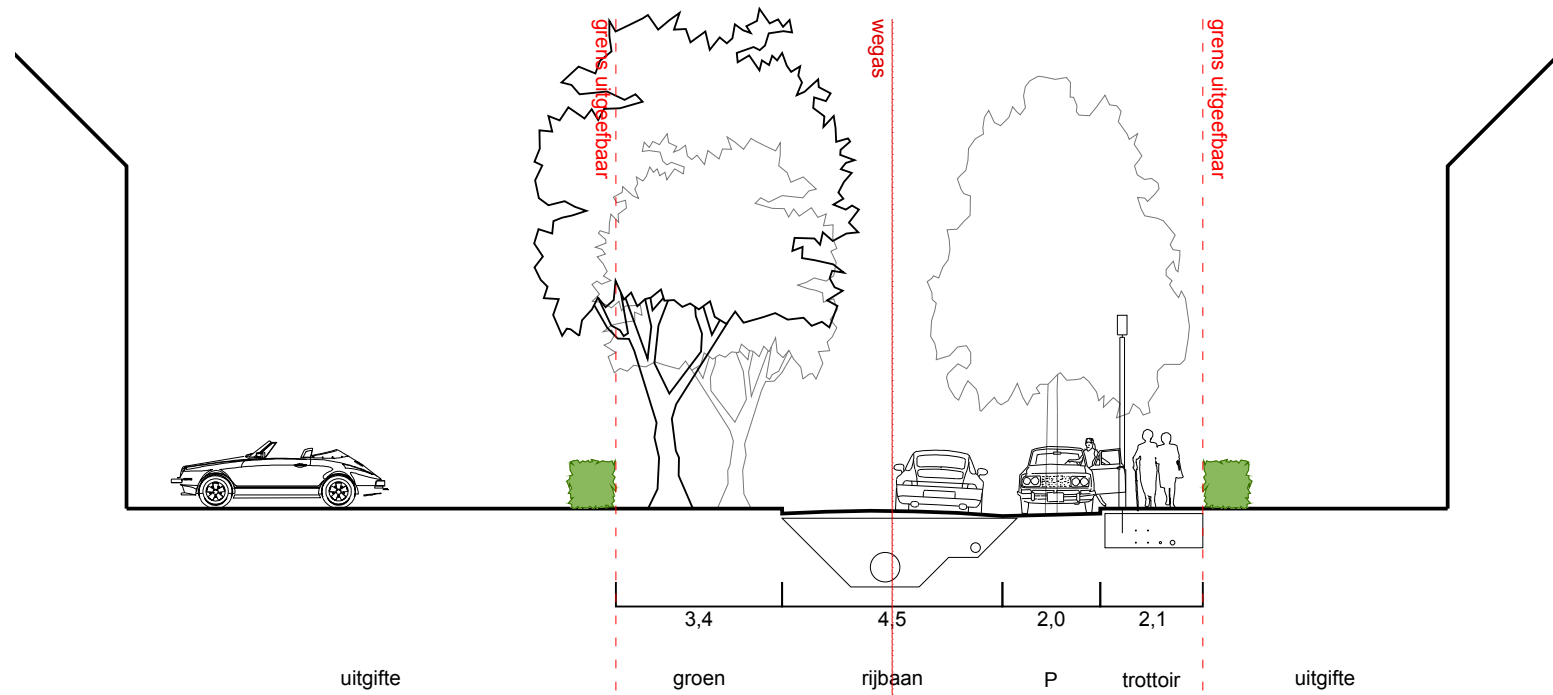 grens uitgeefbaar
wegas
grens uitgeefbaar
3,4
4,5
2,0
2,1
uitgifte
groen
rijbaan
P
trottoir
uitgifte